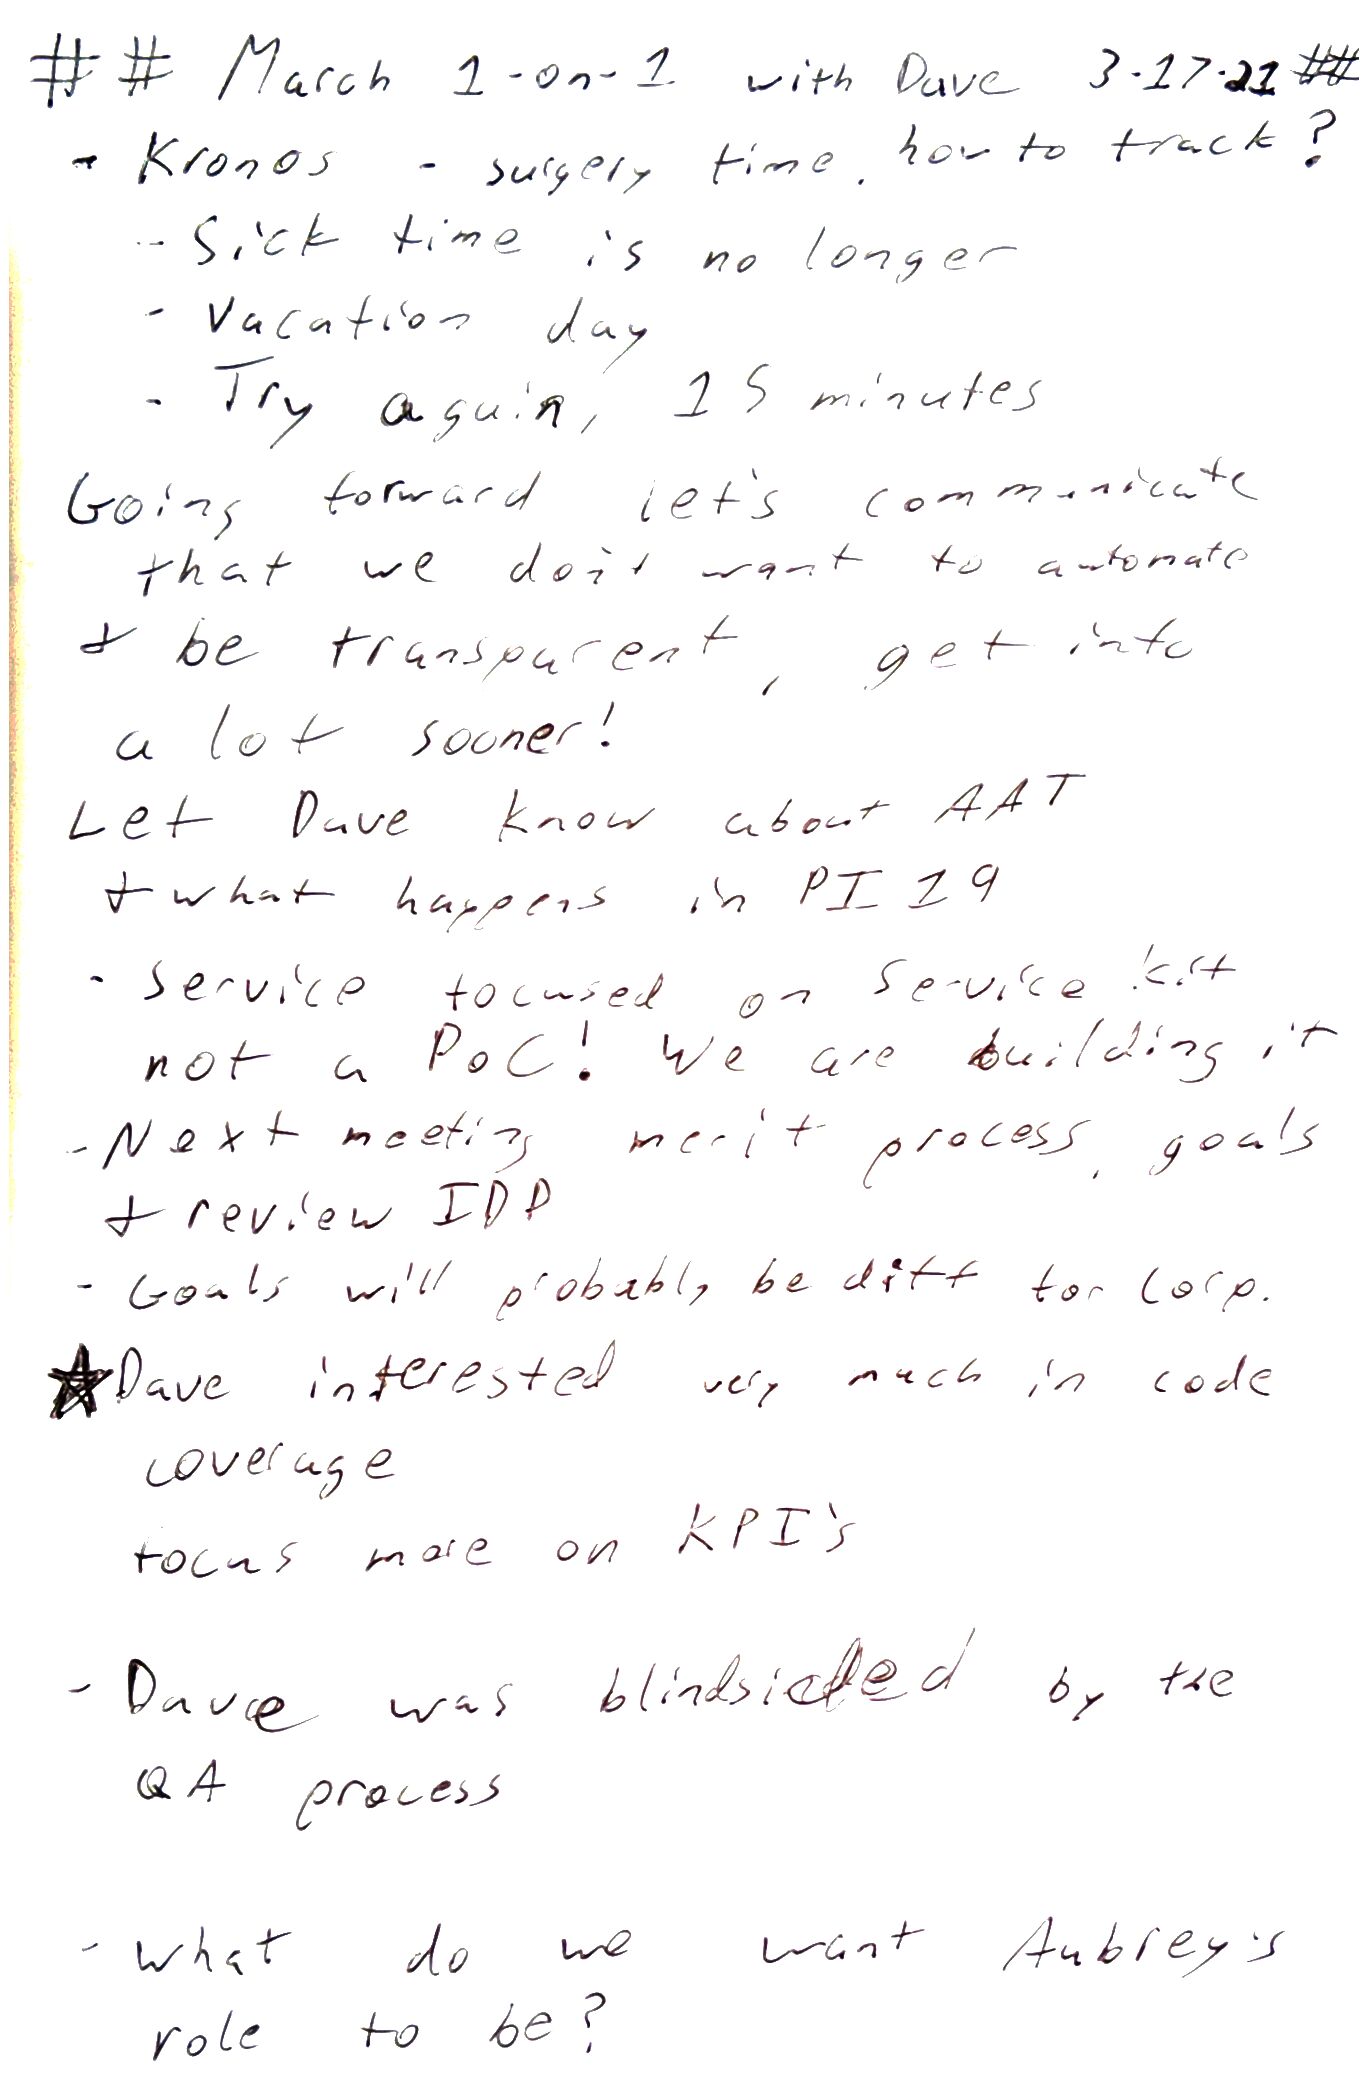 ## March 1-on-1 with Dave 3-17-21 ##
- Kronos - surgery time, how to track?
- Sick time is no longer
- Vacation day
- Try again, 15 minutes
Going forward let's communicate
that we don't want to automate
+ be transparent, get into
a lot sooner!
Let Dave know about AAT
+ what happens in PI 19
- Service focused on Service kit
not a PoC! We are building it
- Next meeting merit process, goals
+ review IDP
- Goals will probably be diff for Corp.
★ Dave interested very much in code
coverage
focus more on KPI's
- Dave was blindsided by the
QA process
- What do we want Aubrey's
role to be?